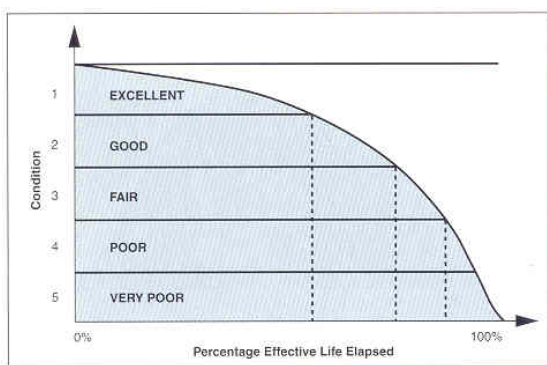 Condition
1
EXCELLENT
2
GOOD
3
FAIR
4
POOR
5
VERY POOR
0%
100%
Percentage Effective Life Elapsed